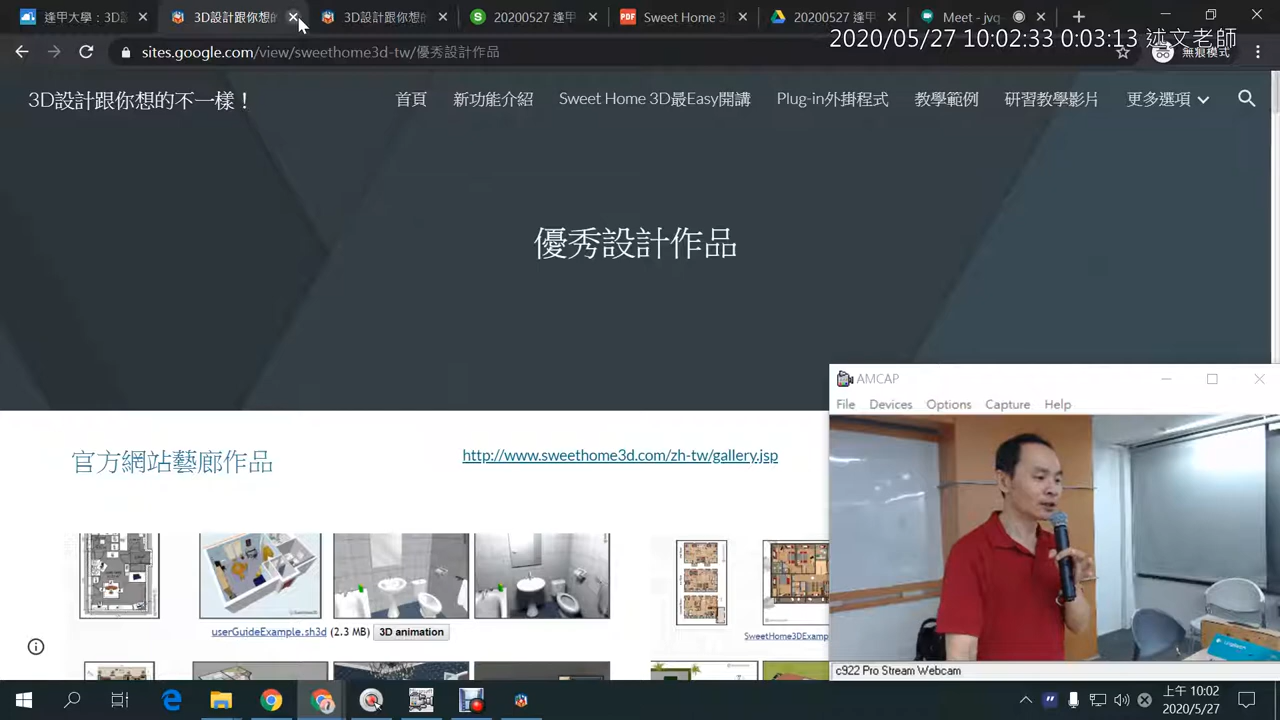 逢甲大學：3D
3D設計跟你想的
3D設計跟你想的
20200527 逢甲
Sweet Home 3
20200527 逢甲
Meet - jvq
2020/05/27 10:02:33 0:03:13 述文老師
sites.google.com/view/sweethome3d-tw/優秀設計作品
無痕模式
3D設計跟你想的不一樣！
首頁
新功能介紹
Sweet Home 3D最Easy開講
Plug-in外掛程式
教學範例
研習教學影片
更多選項
優秀設計作品
AMCAP
File Devices Options Capture Help
官方網站藝廊作品
http://www.sweethome3d.com/zh-tw/gallery.jsp
userGuideExample.sh3d (2.3 MB) 3D animation
SweetHome3DExamp
c922 Pro Stream Webcam
上午 10:02
2020/5/27